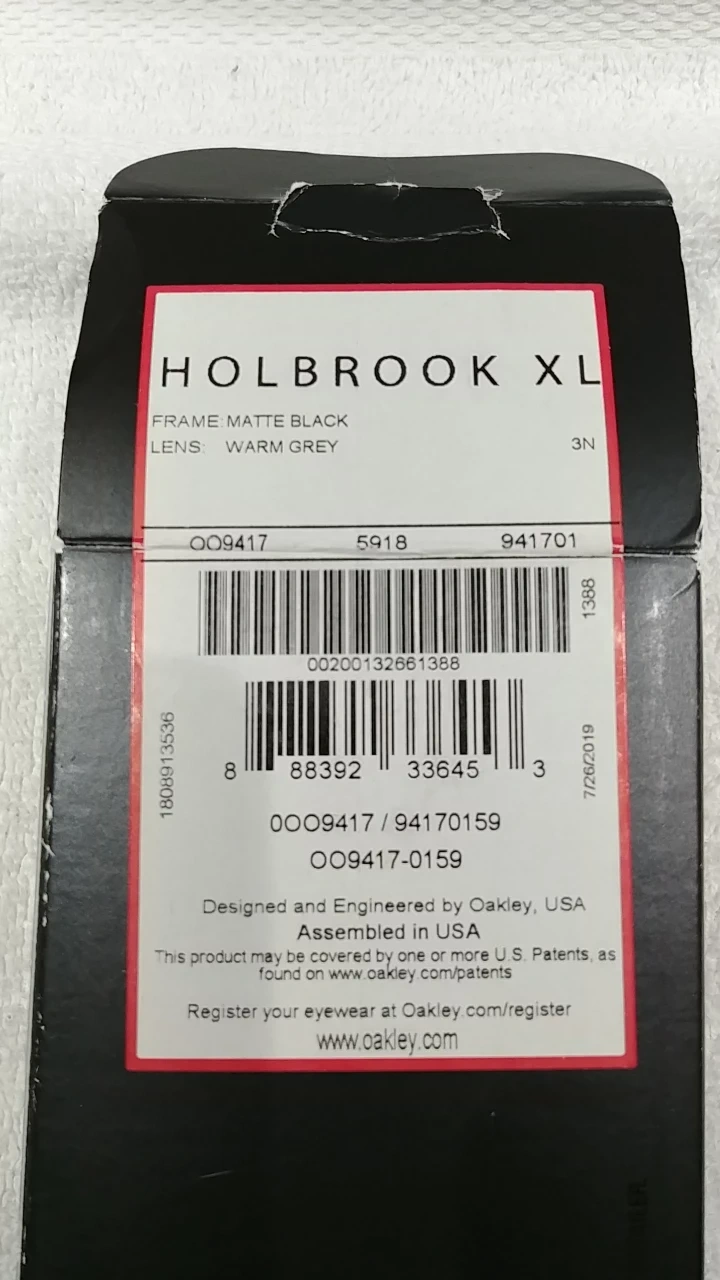 HOLBROOK XL
FRAME: MATTE BLACK
LENS: WARM GREY 3N
OO9417 5918 941701
1388
00200132661388
1808913536
7/26/2019
8 88392 33645 3
0OO9417 / 94170159
OO9417-0159
Designed and Engineered by Oakley, USA
Assembled in USA
This product may be covered by one or more U.S. Patents, as
found on www.oakley.com/patents
Register your eyewear at Oakley.com/register
www.oakley.com